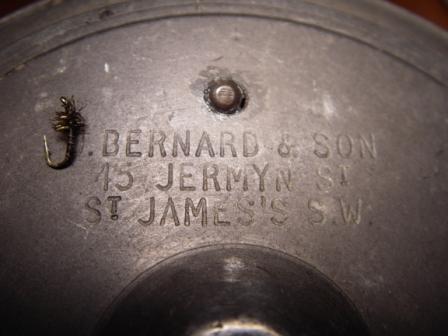 . BERNARD & SON
45 JERMYN ST
ST JAMES'S S.W.